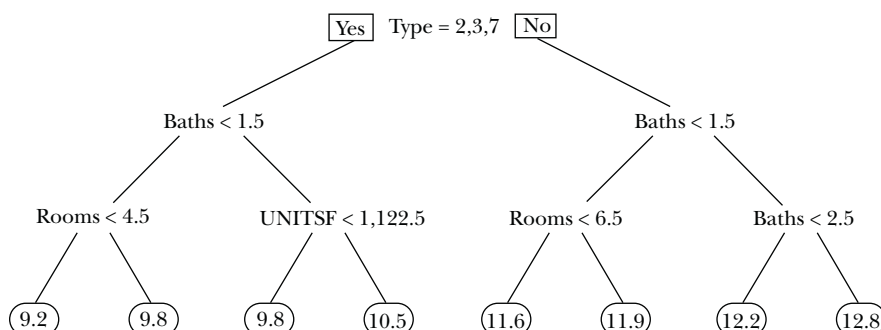 Yes Type = 2,3,7 No
Baths < 1.5 Baths < 1.5
Rooms < 4.5 UNITSF < 1,122.5 Rooms < 6.5 Baths < 2.5
9.2 9.8 9.8 10.5 11.6 11.9 12.2 12.8